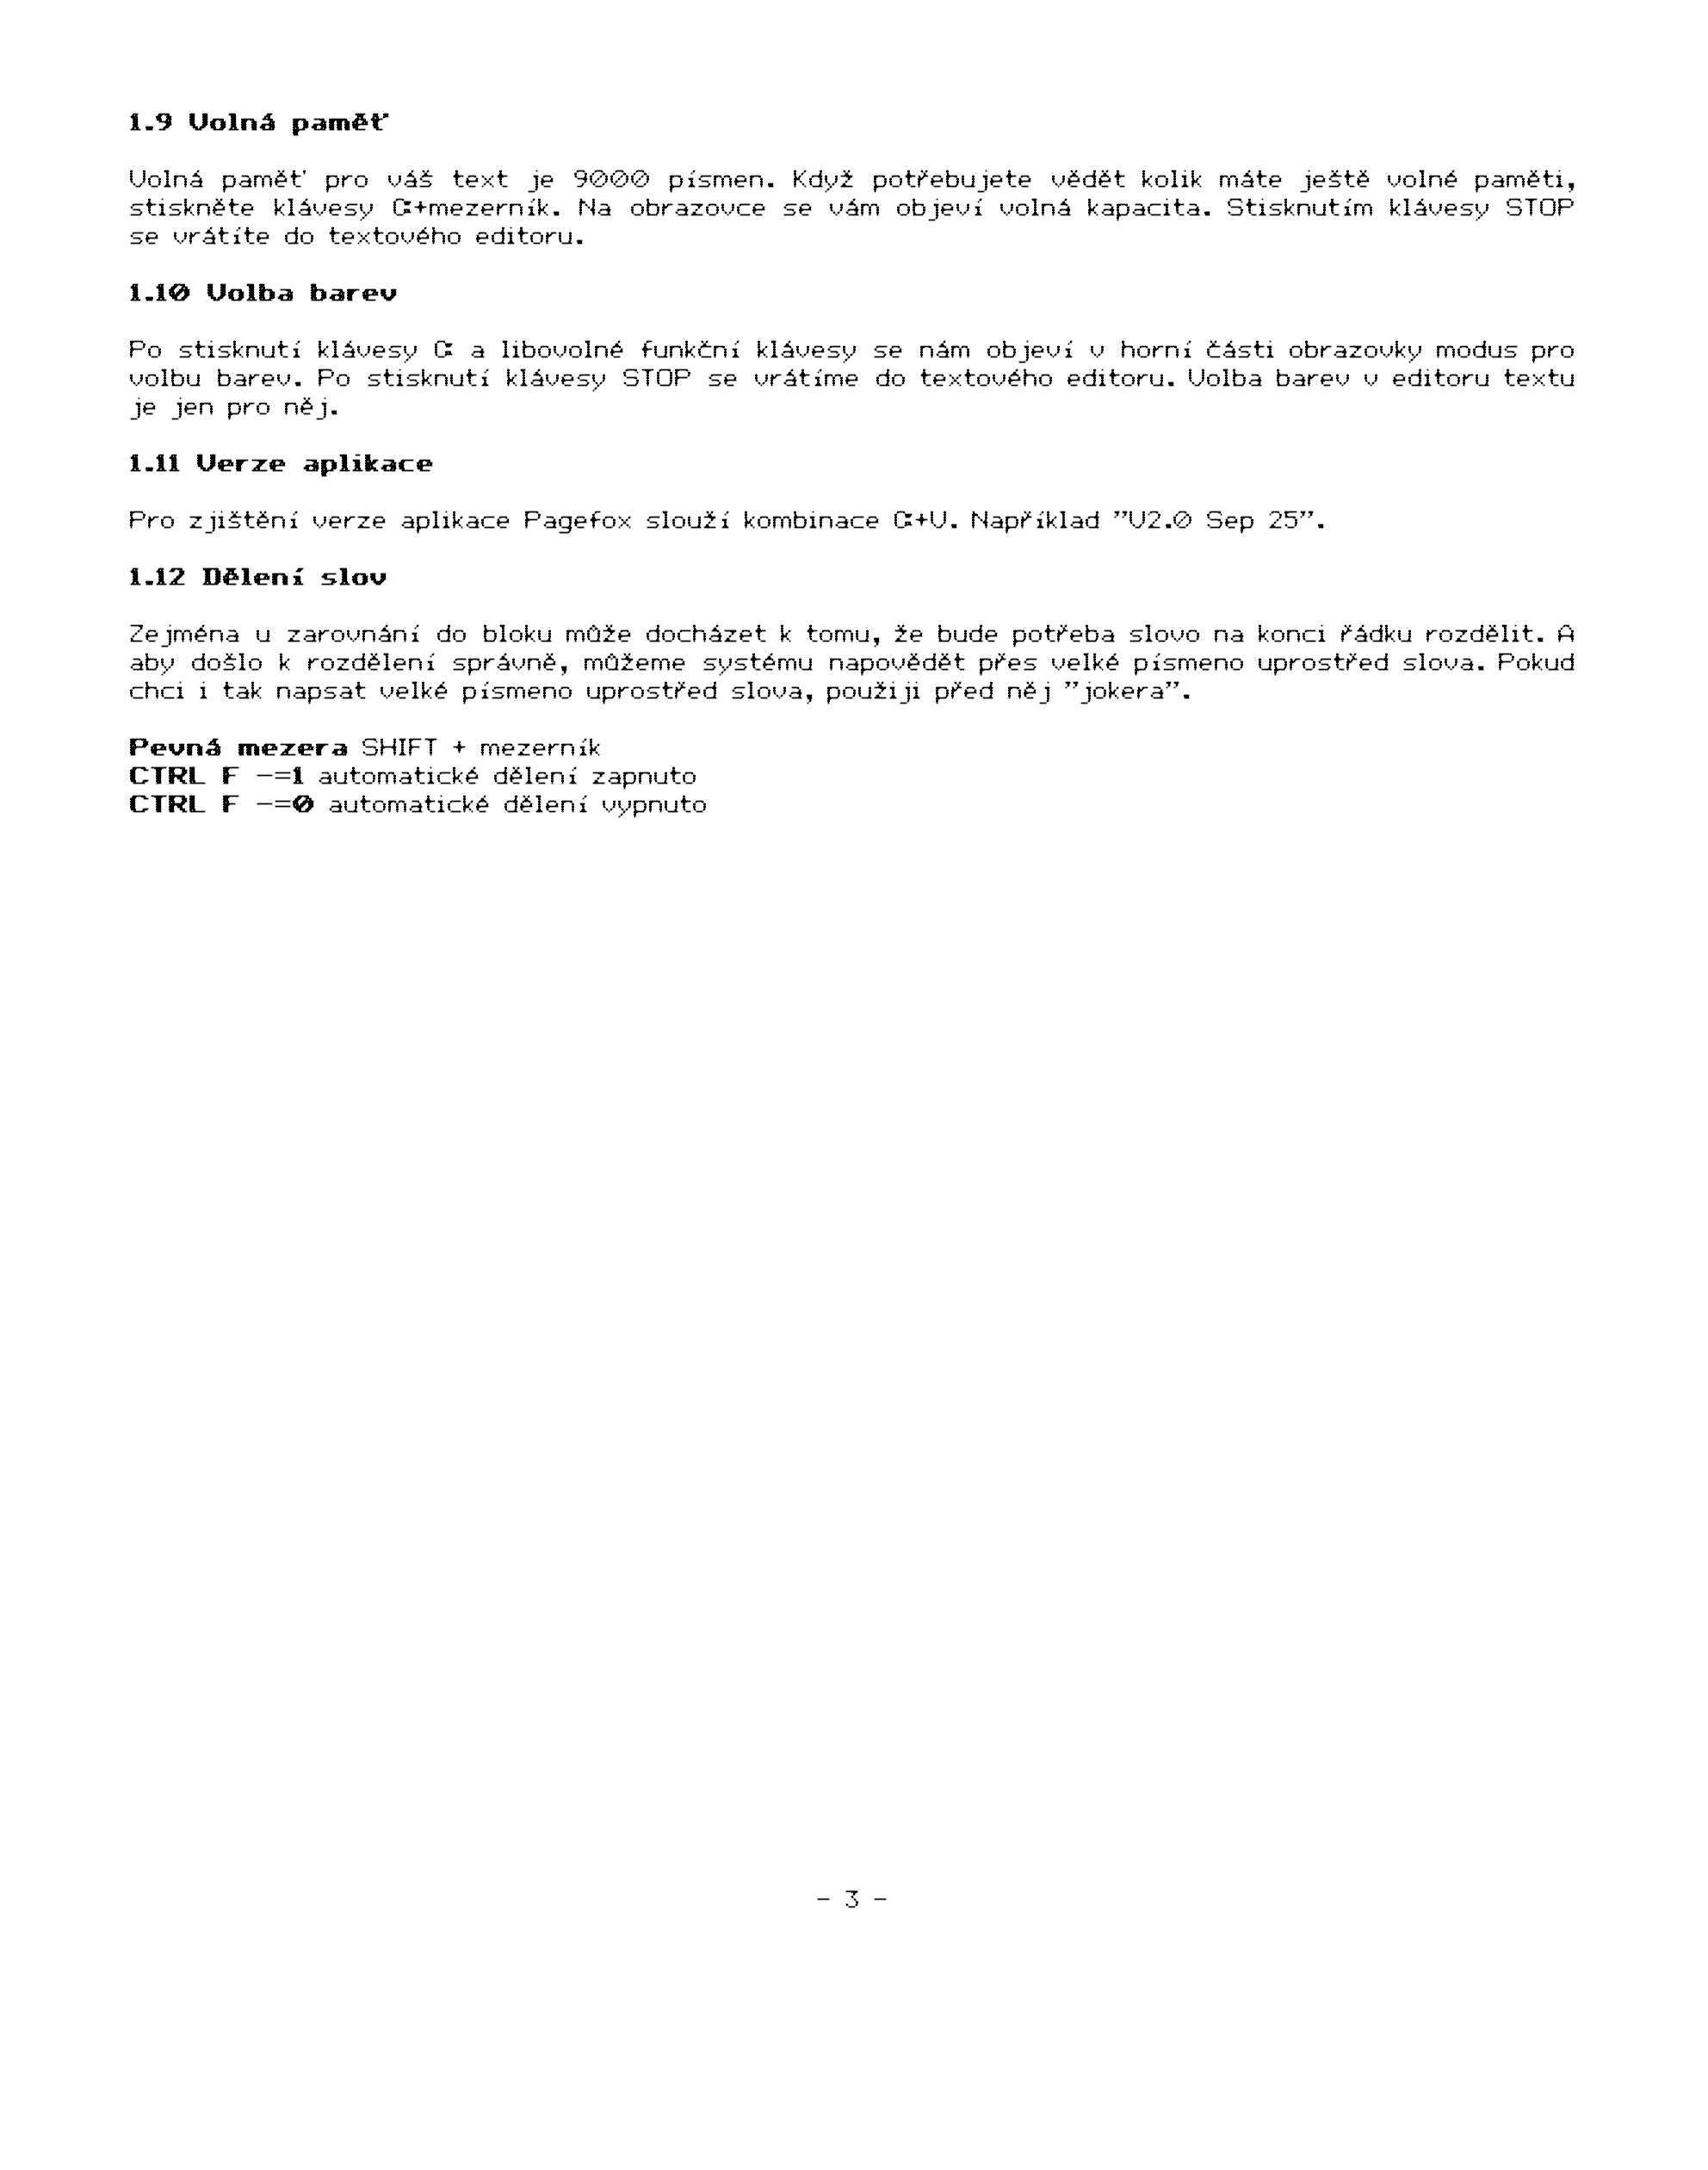 1.9 Volná paměť
Volná paměť pro váš text je 9000 písmen. Když potřebujete vědět kolik máte ještě volné paměti,
stiskněte klávesy C=+mezerník. Na obrazovce se vám objeví volná kapacita. Stisknutím klávesy STOP
se vrátíte do textového editoru.
1.10 Volba barev
Po stisknutí klávesy C= a libovolné funkční klávesy se nám objeví v horní části obrazovky modus pro
volbu barev. Po stisknutí klávesy STOP se vrátíme do textového editoru. Volba barev v editoru textu
je jen pro něj.
1.11 Verze aplikace
Pro zjištění verze aplikace Pagefox slouží kombinace C=+V. Například ”V2.0 Sep 25”.
1.12 Dělení slov
Zejména u zarovnání do bloku může docházet k tomu, že bude potřeba slovo na konci řádku rozdělit. A
aby došlo k rozdělení správně, můžeme systému napovědět přes velké písmeno uprostřed slova. Pokud
chci i tak napsat velké písmeno uprostřed slova, použiji před něj ”jokera”.
Pevná mezera SHIFT + mezerník
CTRL F -=1 automatické dělení zapnuto
CTRL F -=0 automatické dělení vypnuto
- 3 -